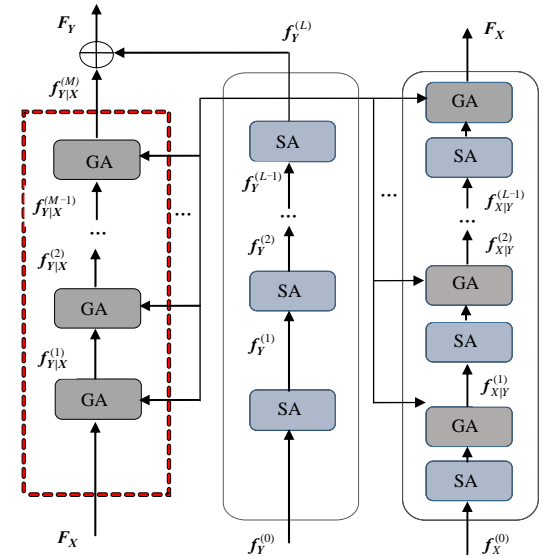 F_Y
f_Y^{(L)}
F_X
f_{Y|X}^{(M)}
GA
SA
GA
SA
GA
f_{Y|X}^{(M-1)}
f_Y^{(L-1)}
f_{X|Y}^{(L-1)}
...
...
...
...
...
f_{Y|X}^{(2)}
f_Y^{(2)}
f_{X|Y}^{(2)}
GA
SA
GA
f_{Y|X}^{(1)}
f_Y^{(1)}
SA
f_{X|Y}^{(1)}
GA
SA
GA
SA
F_X
f_Y^{(0)}
f_X^{(0)}